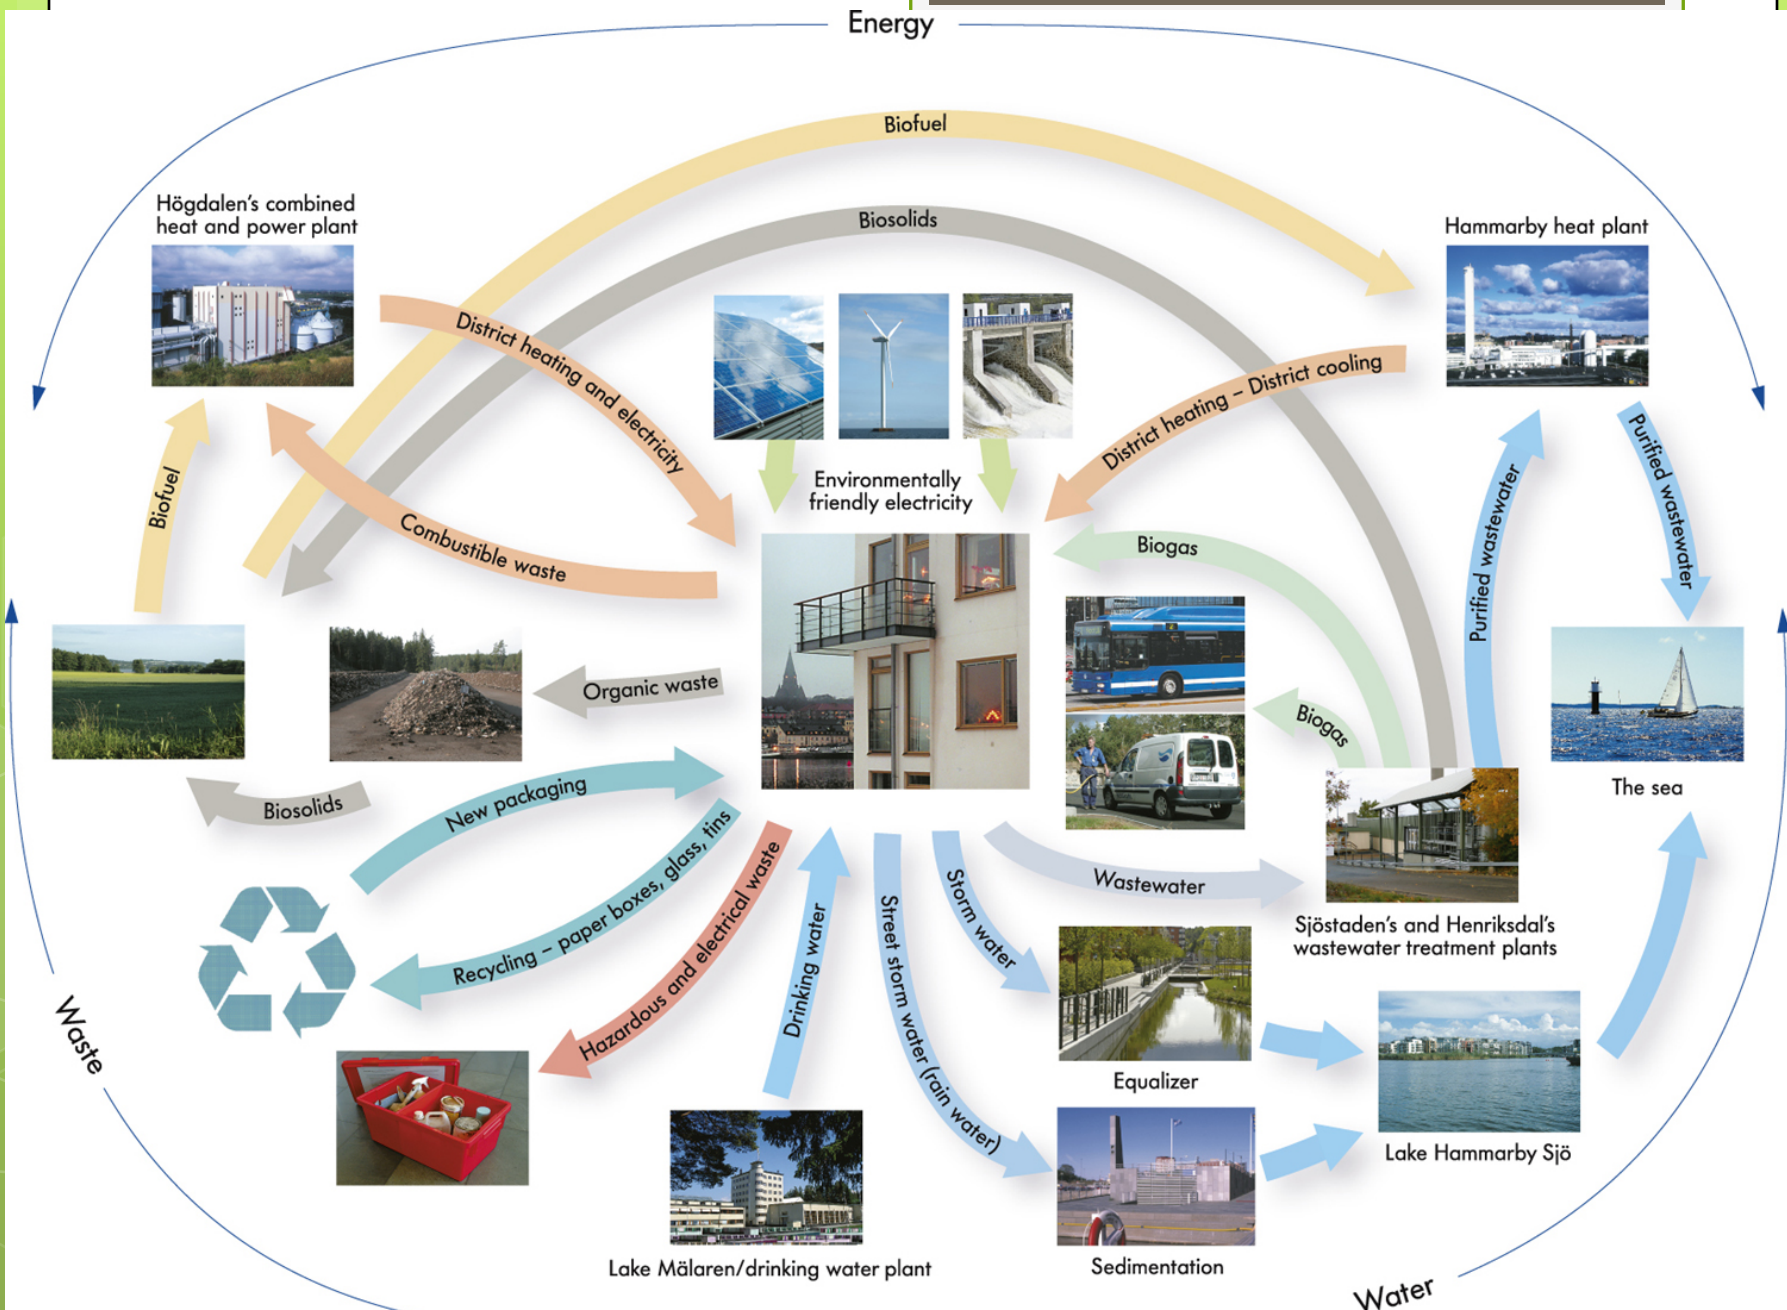 Energy
Biofuel
Biosolids
Högdalen's combined
heat and power plant
Hammarby heat plant
District heating and electricity
District heating – District cooling
Purified wastewater
Purified wastewater
Environmentally
friendly electricity
Biofuel
Combustible waste
Biogas
Organic waste
Biogas
The sea
Biosolids
New packaging
Recycling – paper boxes, glass, tins
Hazardous and electrical waste
Drinking water
Street storm water (rain water)
Storm water
Wastewater
Sjöstaden's and Henriksdal's
wastewater treatment plants
Waste
Equalizer
Lake Hammarby Sjö
Lake Mälaren/drinking water plant
Sedimentation
Water